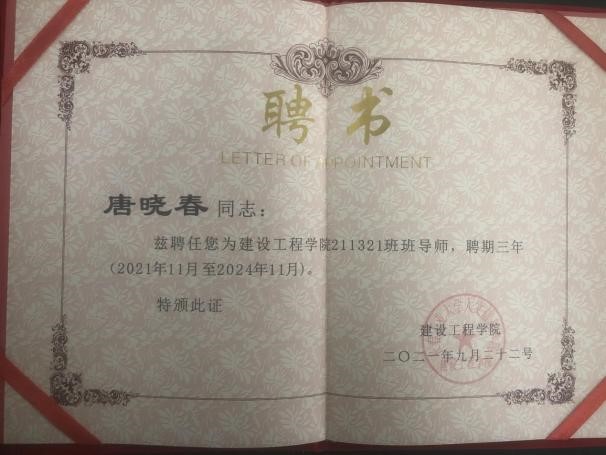 聘书
LETTER OF APPOINTMENT
唐晓春 同志：
兹聘任您为建设工程学院211321班班导师，聘期三年
（2021年11月至2024年11月)。
特颁此证
建设工程学院
二〇二一年九月二十二号